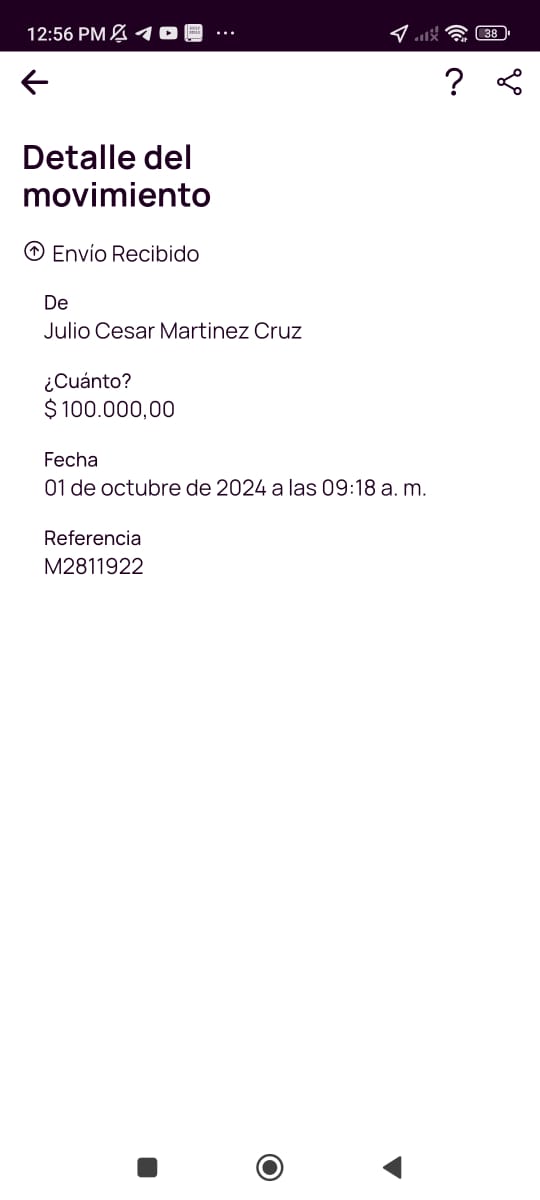 12:56 PM
38
?
Detalle del
movimiento
Envío Recibido
De
Julio Cesar Martinez Cruz
¿Cuánto?
$ 100.000,00
Fecha
01 de octubre de 2024 a las 09:18 a. m.
Referencia
M2811922